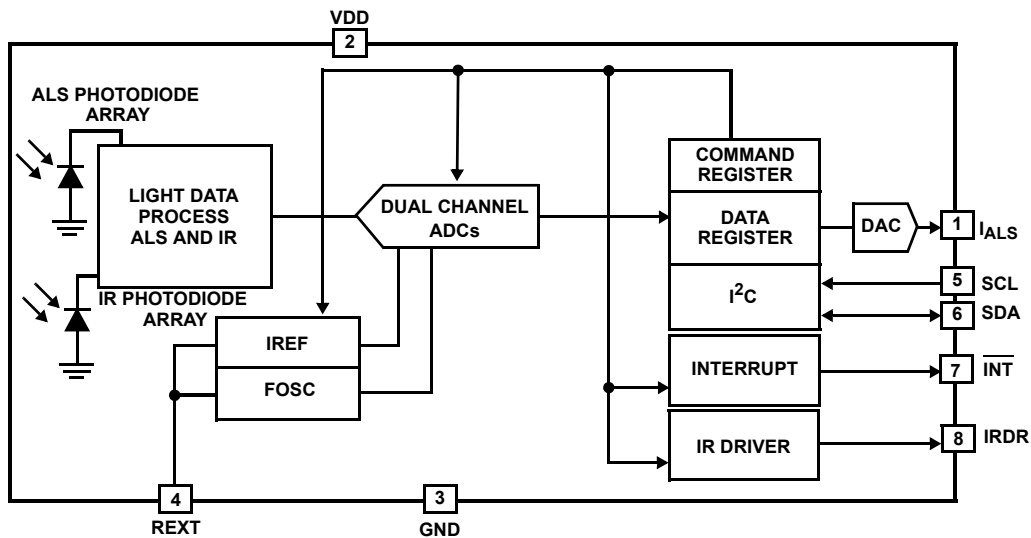 VDD
2
ALS PHOTODIODE
ARRAY
LIGHT DATA
PROCESS
ALS AND IR
IR PHOTODIODE
ARRAY
DUAL CHANNEL
ADCs
IREF
FOSC
COMMAND
REGISTER
DATA
REGISTER
I²C
DAC
1
I_ALS
5
SCL
6
SDA
INTERRUPT
7
I̅N̅T̅
IR DRIVER
8
IRDR
4
REXT
3
GND